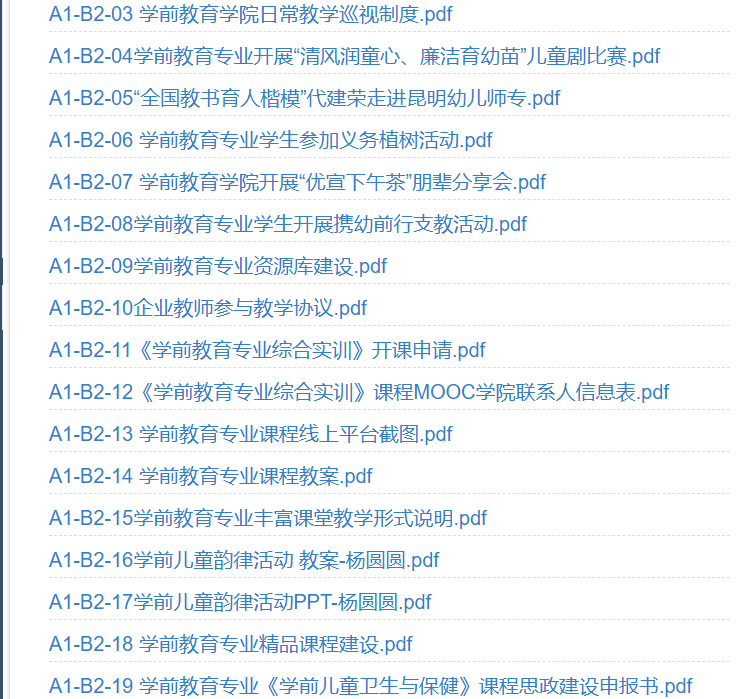 A1-B2-03 学前教育学院日常教学巡视制度.pdf
A1-B2-04学前教育专业开展“清风润童心、廉洁育幼苗”儿童剧比赛.pdf
A1-B2-05“全国教书育人楷模”代建荣走进昆明幼儿师专.pdf
A1-B2-06 学前教育专业学生参加义务植树活动.pdf
A1-B2-07 学前教育学院开展“优宣下午茶”朋辈分享会.pdf
A1-B2-08学前教育专业学生开展携幼前行支教活动.pdf
A1-B2-09学前教育专业资源库建设.pdf
A1-B2-10企业教师参与教学协议.pdf
A1-B2-11《学前教育专业综合实训》开课申请.pdf
A1-B2-12《学前教育专业综合实训》课程MOOC学院联系人信息表.pdf
A1-B2-13 学前教育专业课程线上平台截图.pdf
A1-B2-14 学前教育专业课程教案.pdf
A1-B2-15学前教育专业丰富课堂教学形式说明.pdf
A1-B2-16学前儿童韵律活动 教案-杨圆圆.pdf
A1-B2-17学前儿童韵律活动PPT-杨圆圆.pdf
A1-B2-18 学前教育专业精品课程建设.pdf
A1-B2-19 学前教育专业《学前儿童卫生与保健》课程思政建设申报书.pdf